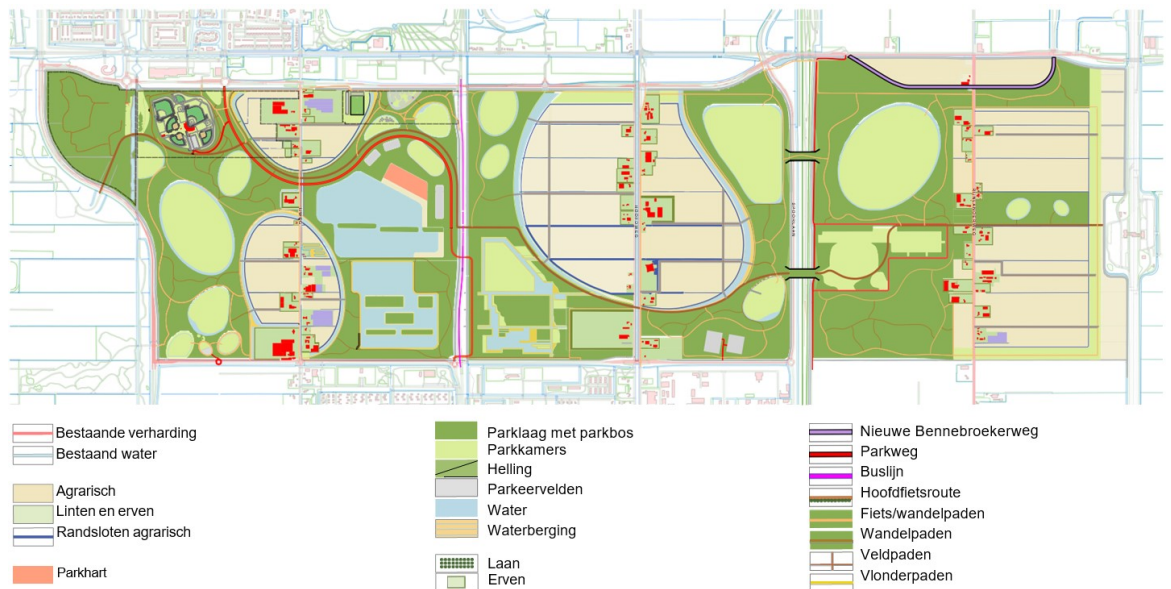 Bestaande verharding
Bestaand water
Agrarisch
Linten en erven
Randsloten agrarisch
Parkhart
Parklaag met parkbos
Parkkamers
Helling
Parkeervelden
Water
Waterberging
Laan
Erven
Nieuwe Bennebroekerweg
Parkweg
Buslijn
Hoofdfietsroute
Fiets/wandelpaden
Wandelpaden
Veldpaden
Vlonderpaden